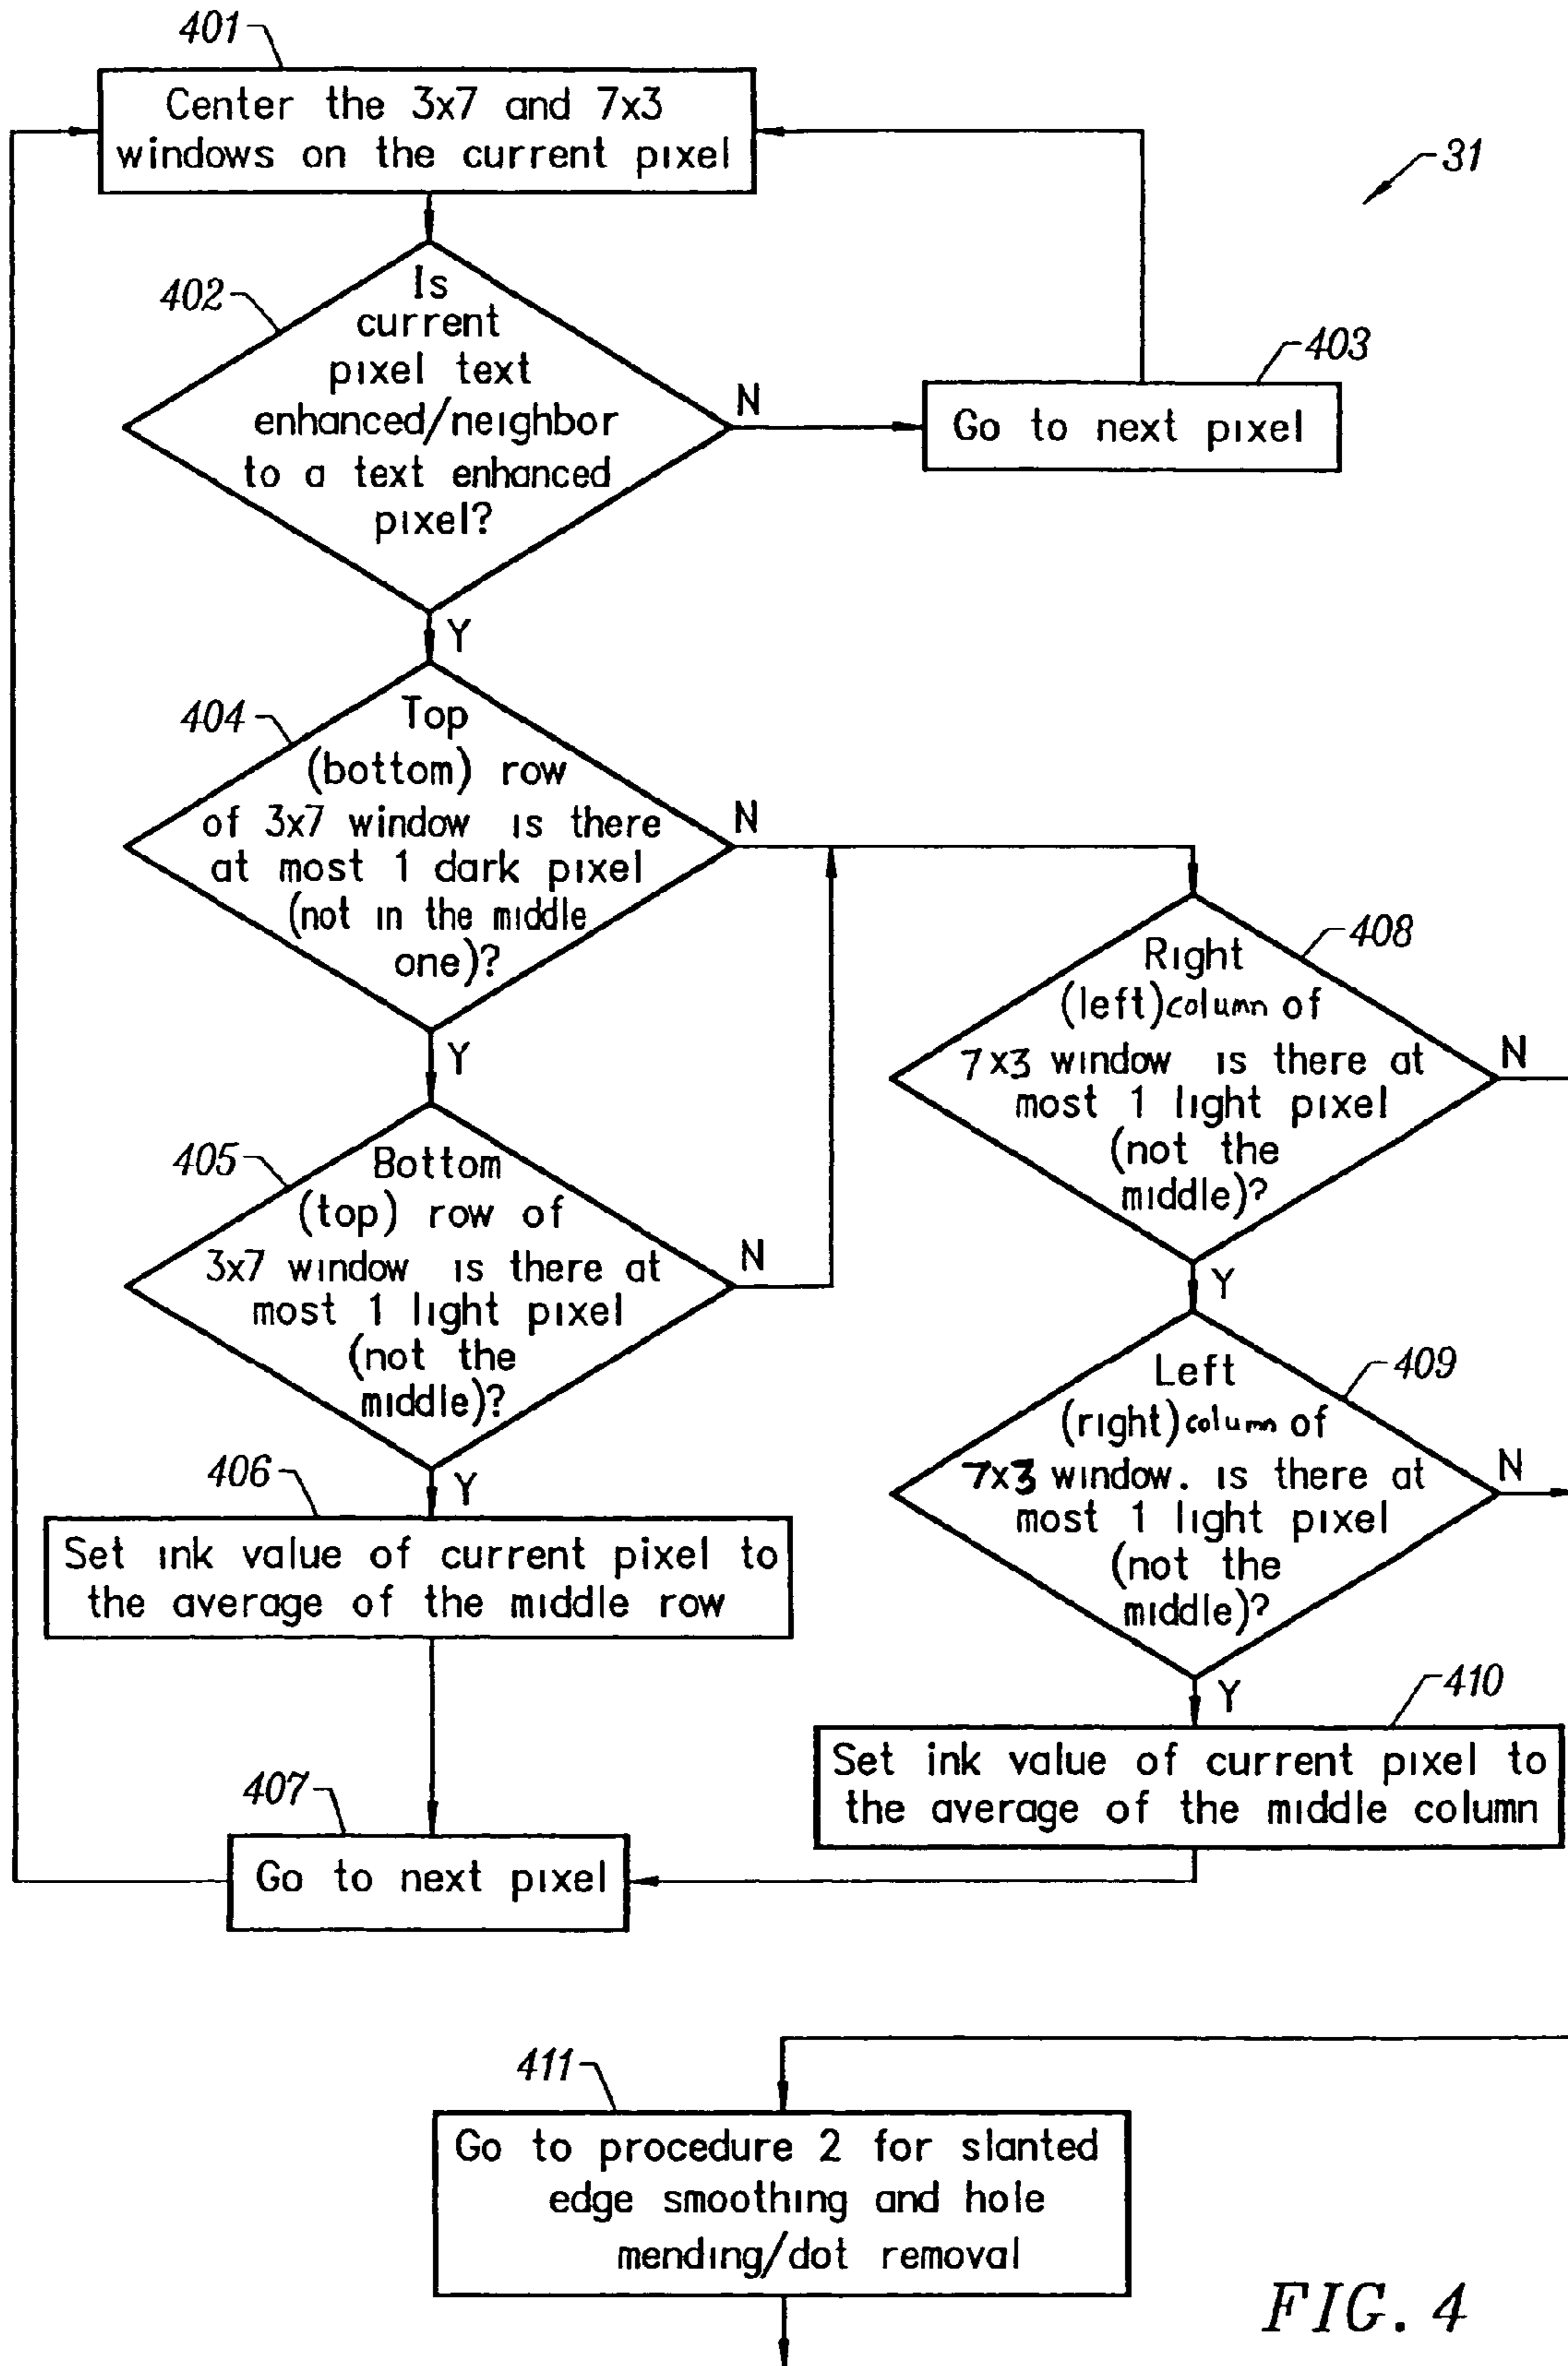 401
Center the 3x7 and 7x3
windows on the current pixel
31
402
Is
current
pixel text
enhanced/neighbor
to a text enhanced
pixel?
N
403
Go to next pixel
Y
404
Top
(bottom) row
of 3x7 window is there
at most 1 dark pixel
(not in the middle
one)?
N
Y
405
Bottom
(top) row of
3x7 window is there at
most 1 light pixel
(not the
middle)?
N
Y
406
Set ink value of current pixel to
the average of the middle row
407
Go to next pixel
408
Right
(left) column of
7x3 window is there at
most 1 light pixel
(not the
middle)?
N
Y
409
Left
(right) column of
7x3 window. is there at
most 1 light pixel
(not the
middle)?
N
Y
410
Set ink value of current pixel to
the average of the middle column
411
Go to procedure 2 for slanted
edge smoothing and hole
mending/dot removal
FIG. 4